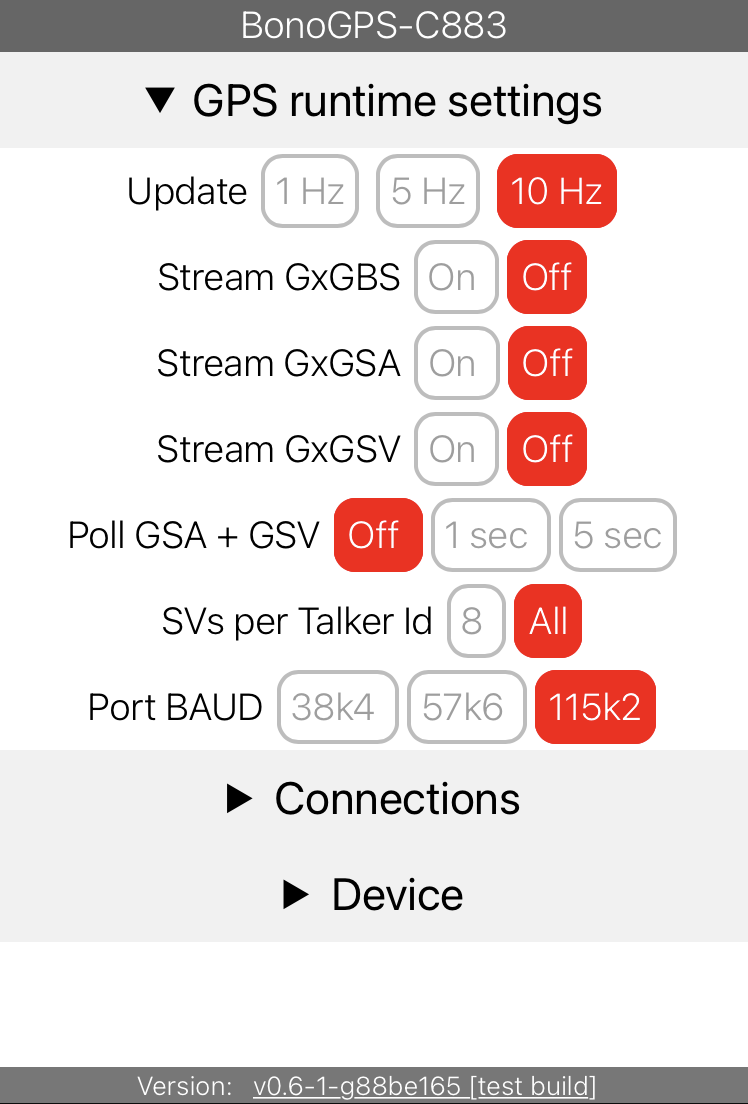 BonoGPS-C883
▼ GPS runtime settings
Update 1 Hz 5 Hz 10 Hz
Stream GxGBS On Off
Stream GxGSA On Off
Stream GxGSV On Off
Poll GSA + GSV Off 1 sec 5 sec
SVs per Talker Id 8 All
Port BAUD 38k4 57k6 115k2
▶ Connections
▶ Device
Version: v0.6-1-g88be165 [test build]